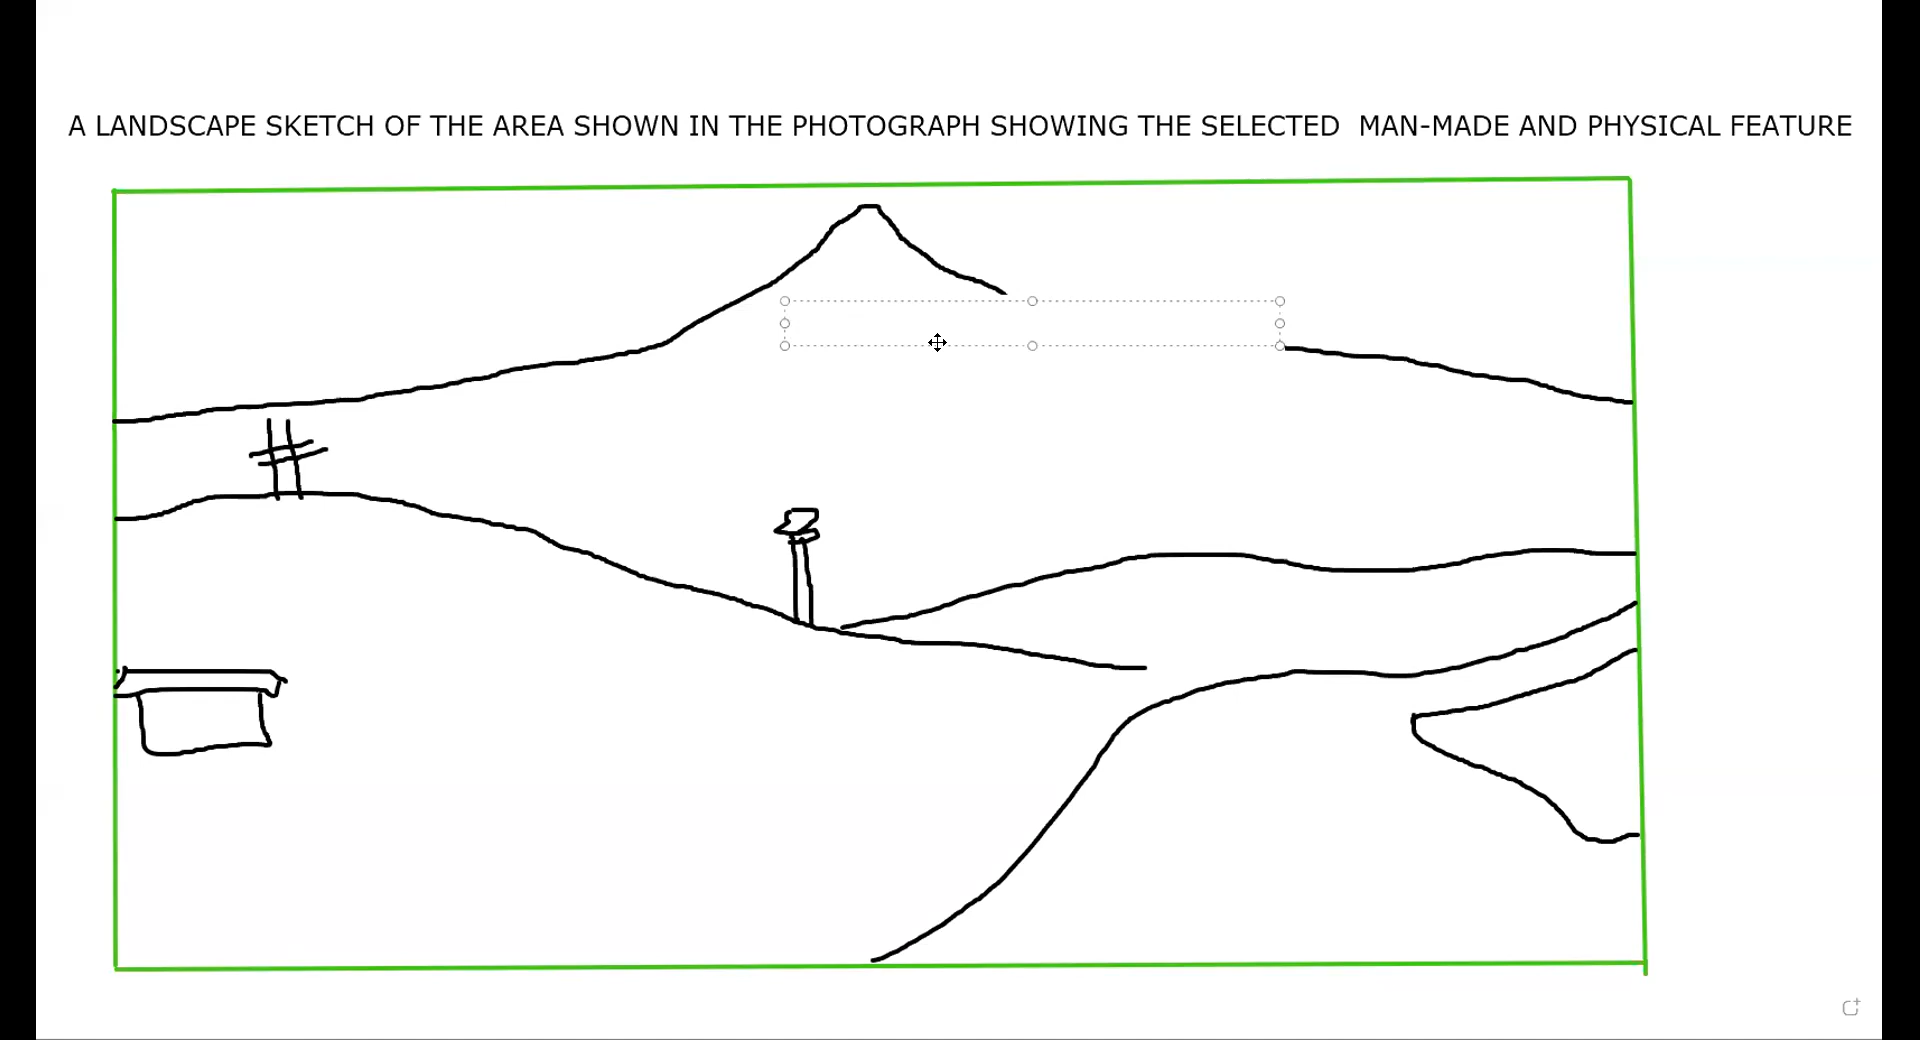 A LANDSCAPE SKETCH OF THE AREA SHOWN IN THE PHOTOGRAPH SHOWING THE SELECTED  MAN-MADE AND PHYSICAL FEATURE